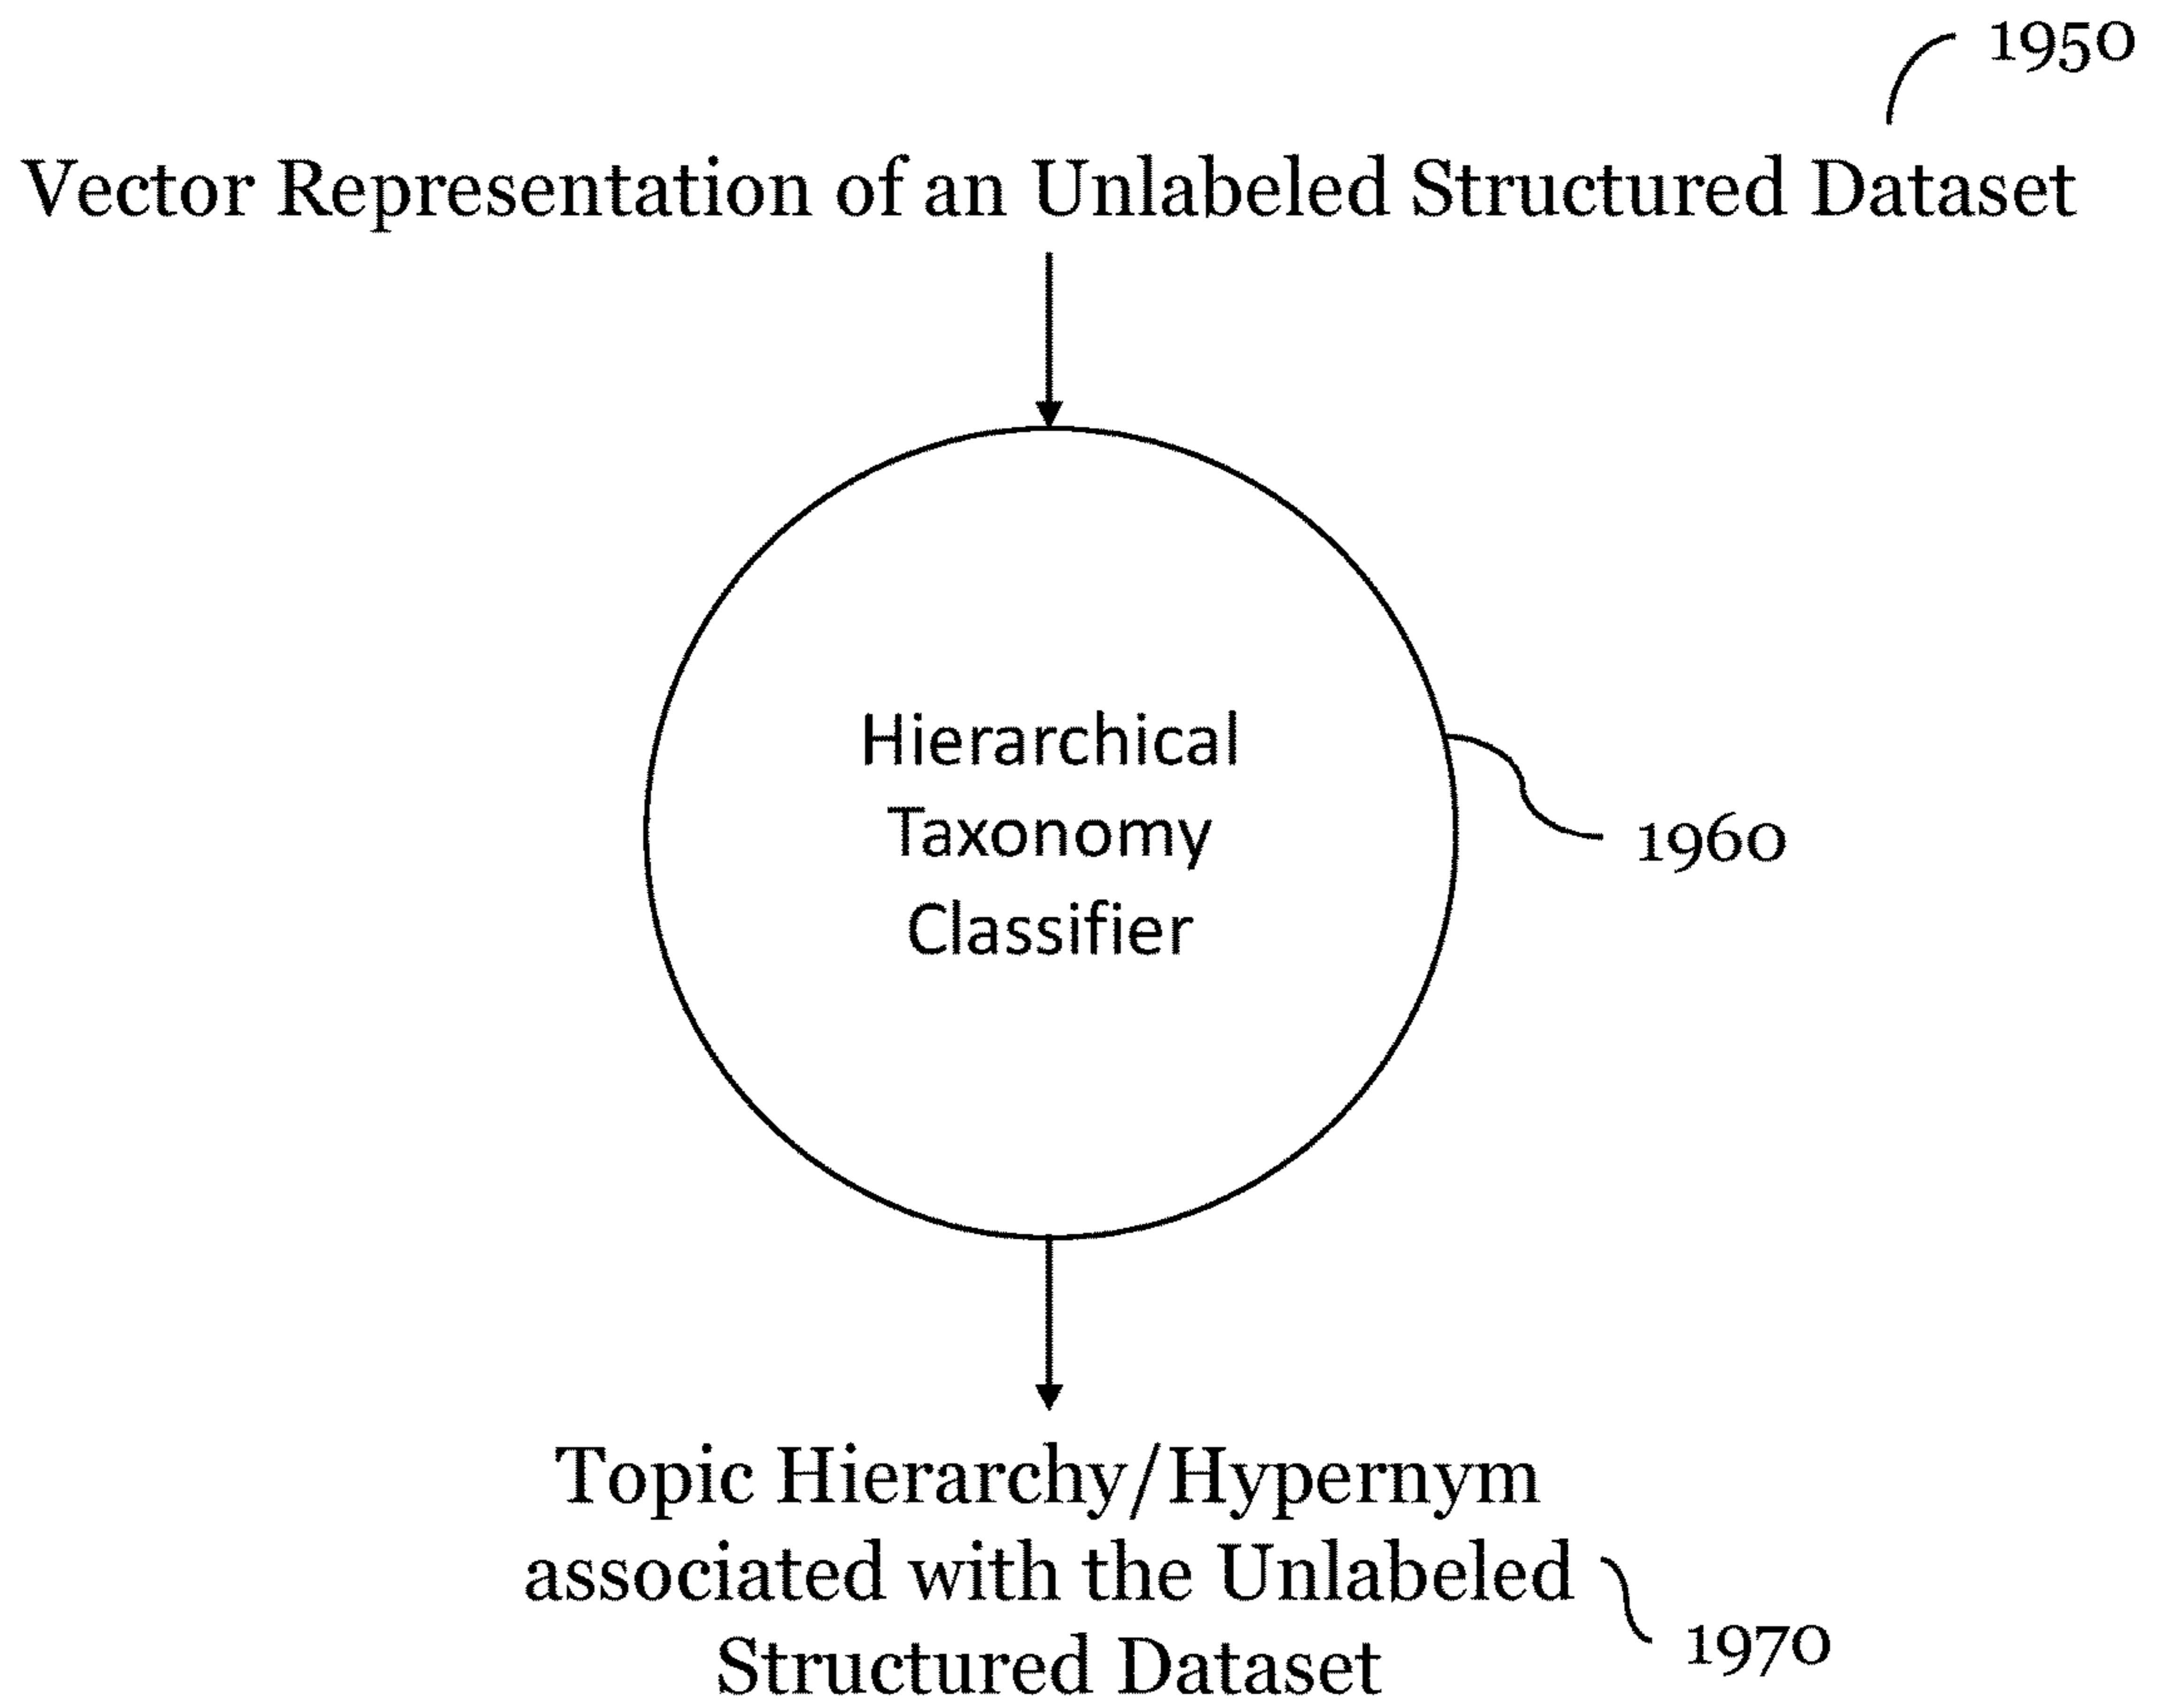 1950
Vector Representation of an Unlabeled Structured Dataset
Hierarchical
Taxonomy
Classifier
1960
Topic Hierarchy/Hypernym
associated with the Unlabeled
Structured Dataset
1970